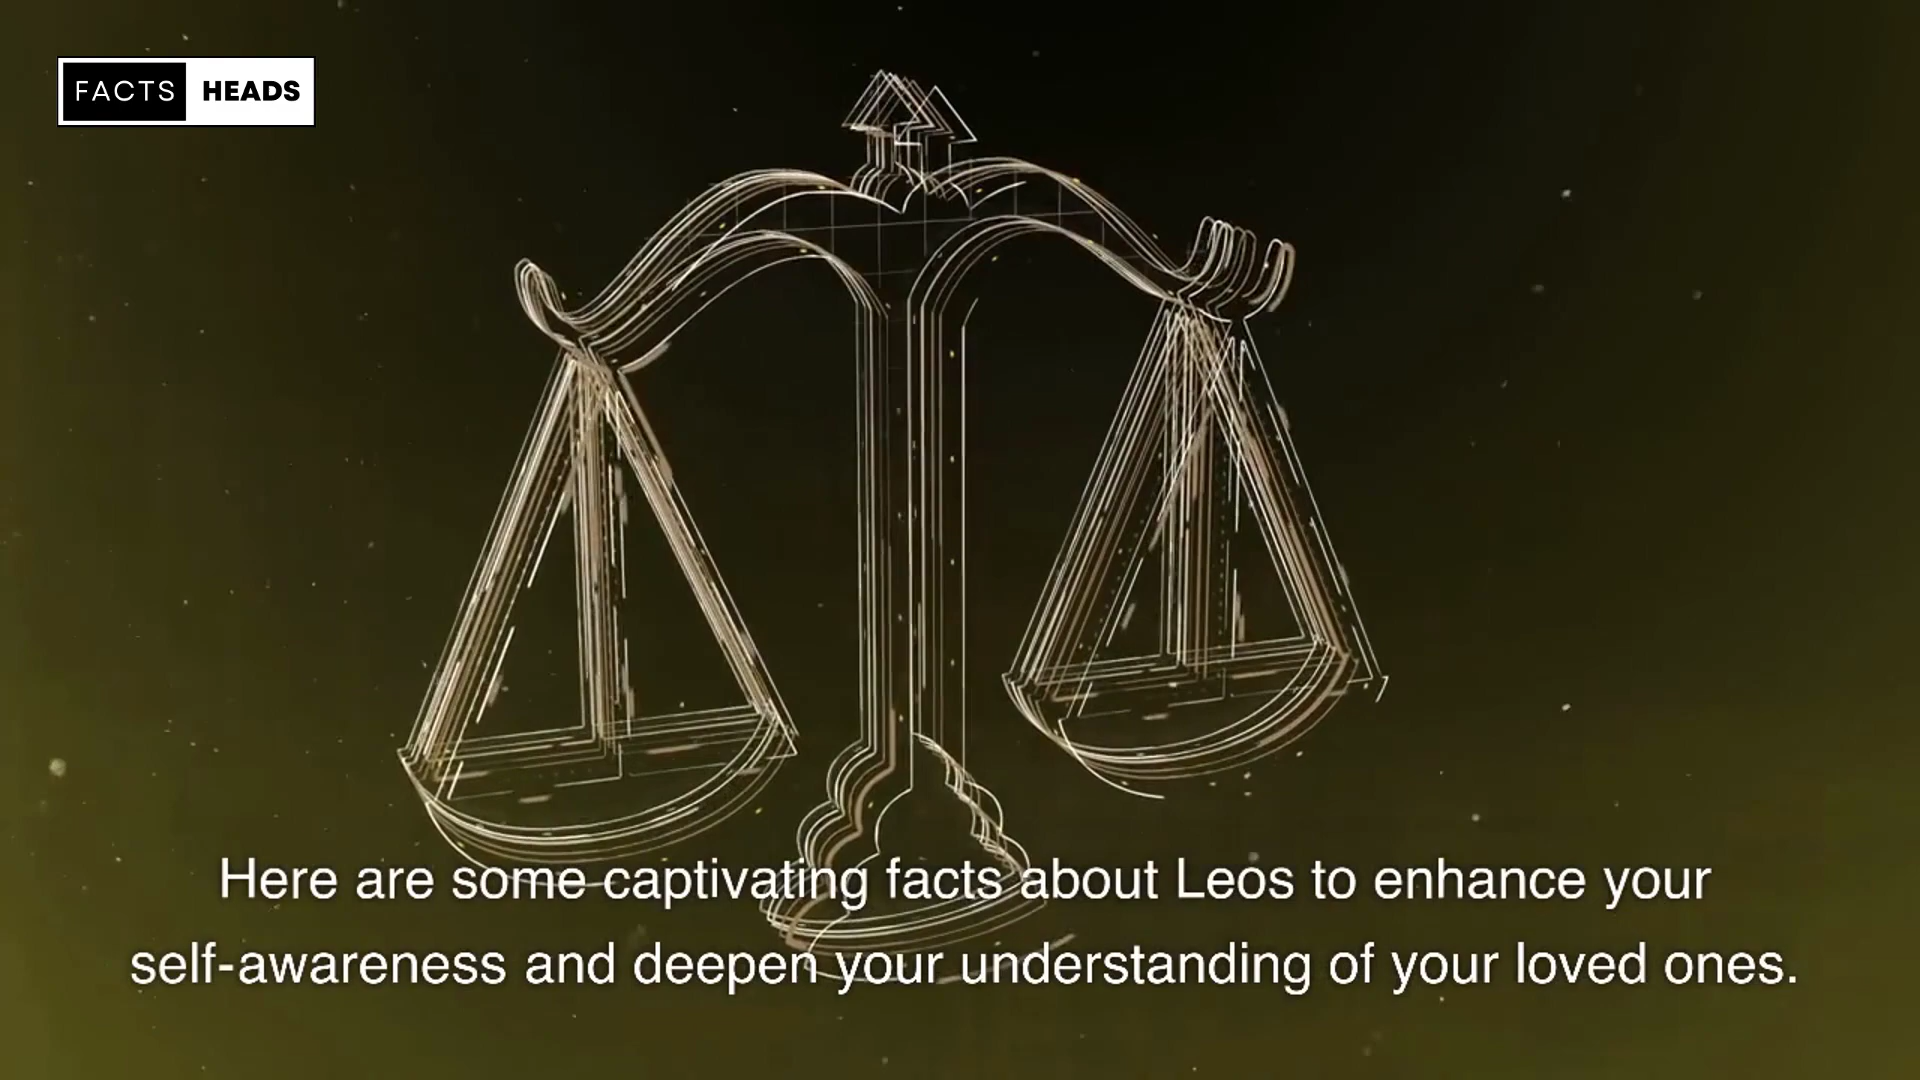 FACTS HEADS
Here are some captivating facts about Leos to enhance your
self-awareness and deepen your understanding of your loved ones.